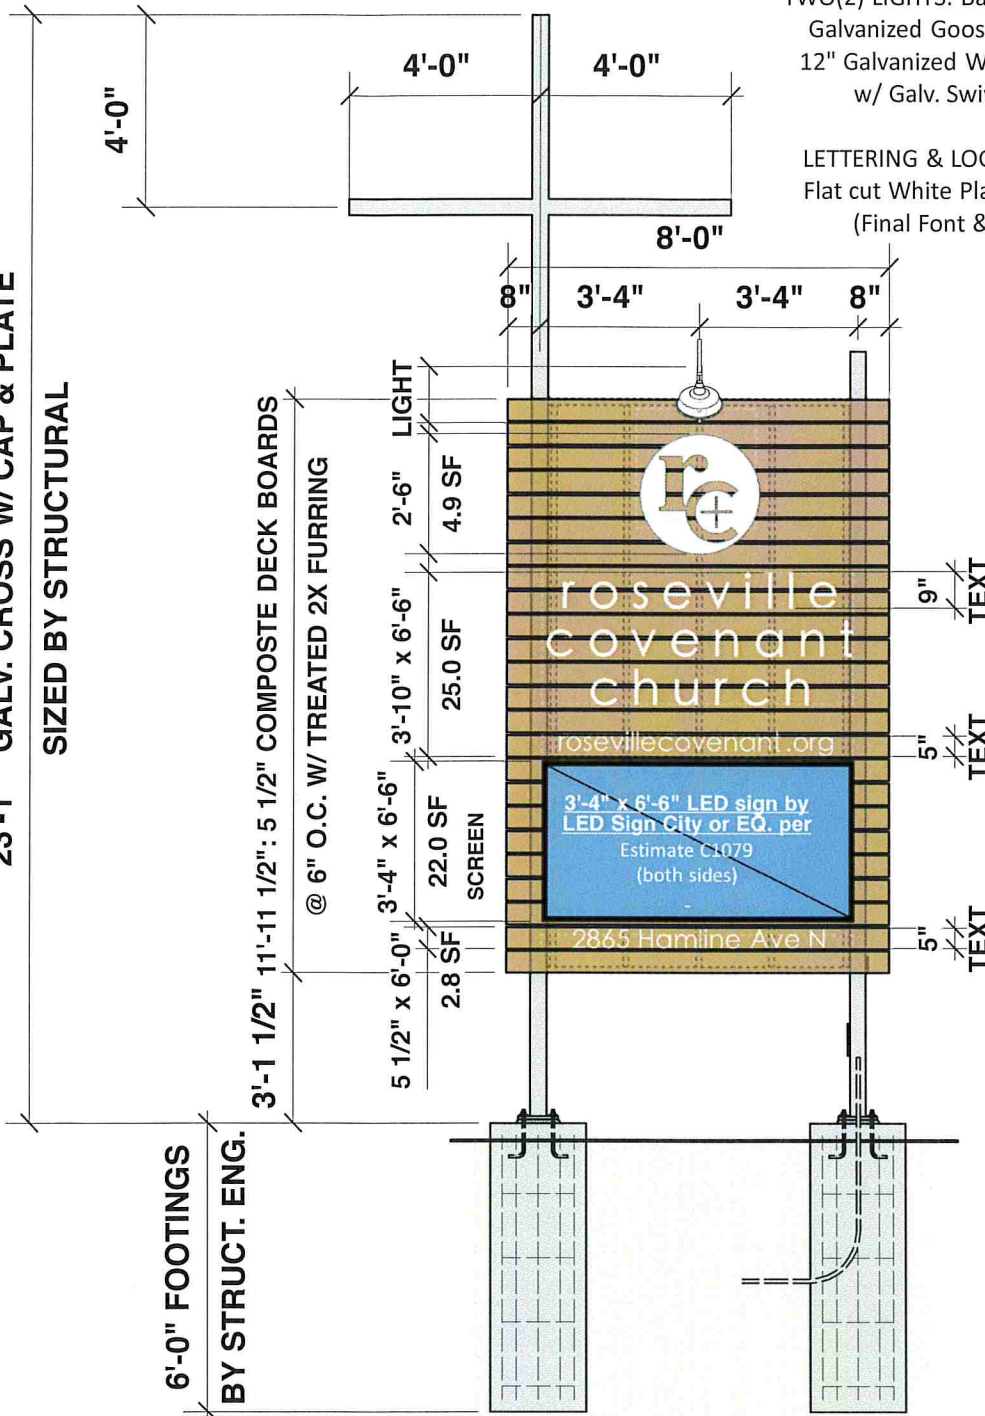 TWO(2) LIGHTS:
Galvanized
12" Galvanized
w/ Galv.
LETTERING &
Flat cut White
(Final Font &
4'-0"
4'-0"
4'-0"
8'-0"
8"
3'-4"
3'-4"
8"
GALV. CROSS W/ CAP & PLATE
SIZED BY STRUCTURAL
11'-11 1/2": 5 1/2" COMPOSTE DECK BOARDS
@ 6" O.C. W/ TREATED 2X FURRING
3'-1 1/2"
LIGHT
2'-6"
4.9 SF
3'-10" x 6'-6"
25.0 SF
3'-4" x 6'-6"
22.0 SF
SCREEN
5 1/2" x 6'-0"
2.8 SF
rc
roseville
covenant
church
rosevillecovenant.org
3'-4" x 6'-6" LED sign by
LED Sign City or EQ. per
Estimate C1079
(both sides)
2865 Hamline Ave N
9"
TEXT
5"
TEXT
5"
TEXT
6'-0" FOOTINGS
BY STRUCT. ENG.